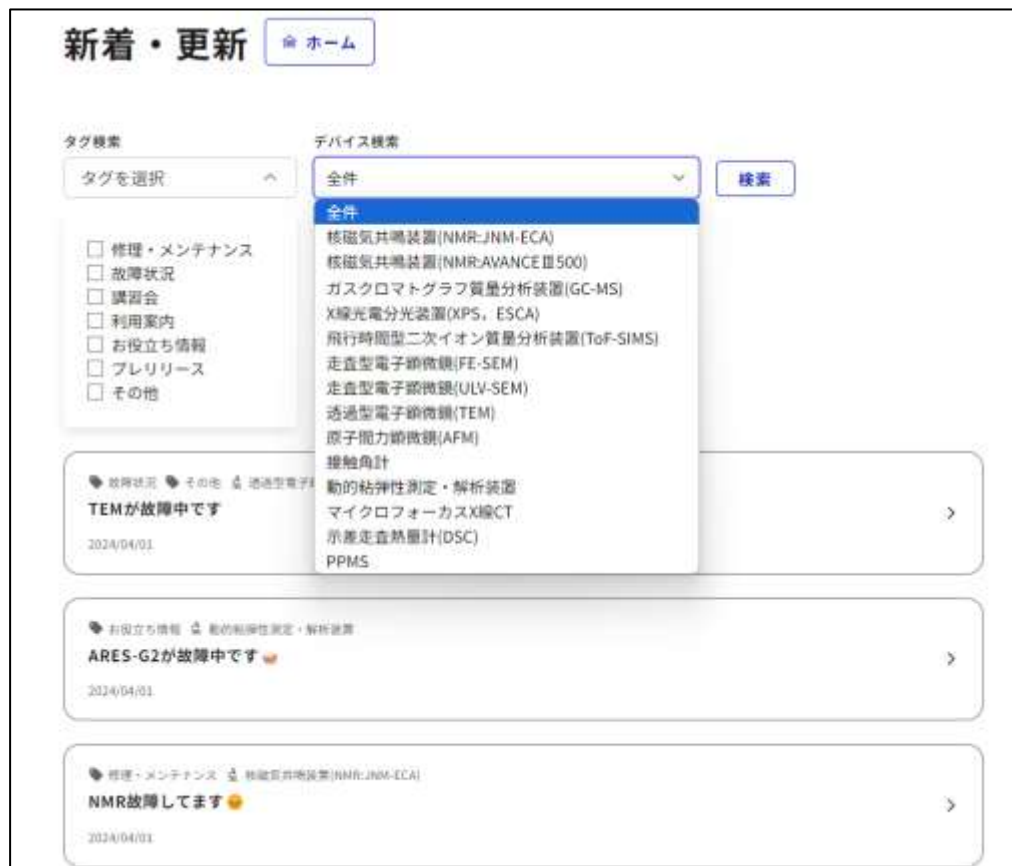 新着・更新 ホーム
タグ検索 デバイス検索
タグを選択 全件 検索
修理・メンテナンス
故障状況
講習会
利用案内
お役立ち情報
プレリリース
その他
全件
核磁気共鳴装置(NMR:JNM-ECA)
核磁気共鳴装置(NMR:AVANCEⅢ500)
ガスクロマトグラフ質量分析装置(GC-MS)
X線光電分光装置(XPS，ESCA)
飛行時間型二次イオン質量分析装置(ToF-SIMS)
走査型電子顕微鏡(FE-SEM)
走査型電子顕微鏡(ULV-SEM)
透過型電子顕微鏡(TEM)
原子間力顕微鏡(AFM)
接触角計
動的粘弾性測定・解析装置
マイクロフォーカスX線CT
示差走査熱量計(DSC)
PPMS
故障状況 その他 透過型電子
TEMが故障中です
2024/04/01
お役立ち情報 動的粘弾性測定・解析装置
ARES-G2が故障中です
2024/04/01
修理・メンテナンス 核磁気共鳴装置(NMR:JNM-ECA)
NMR故障してます
2024/04/01